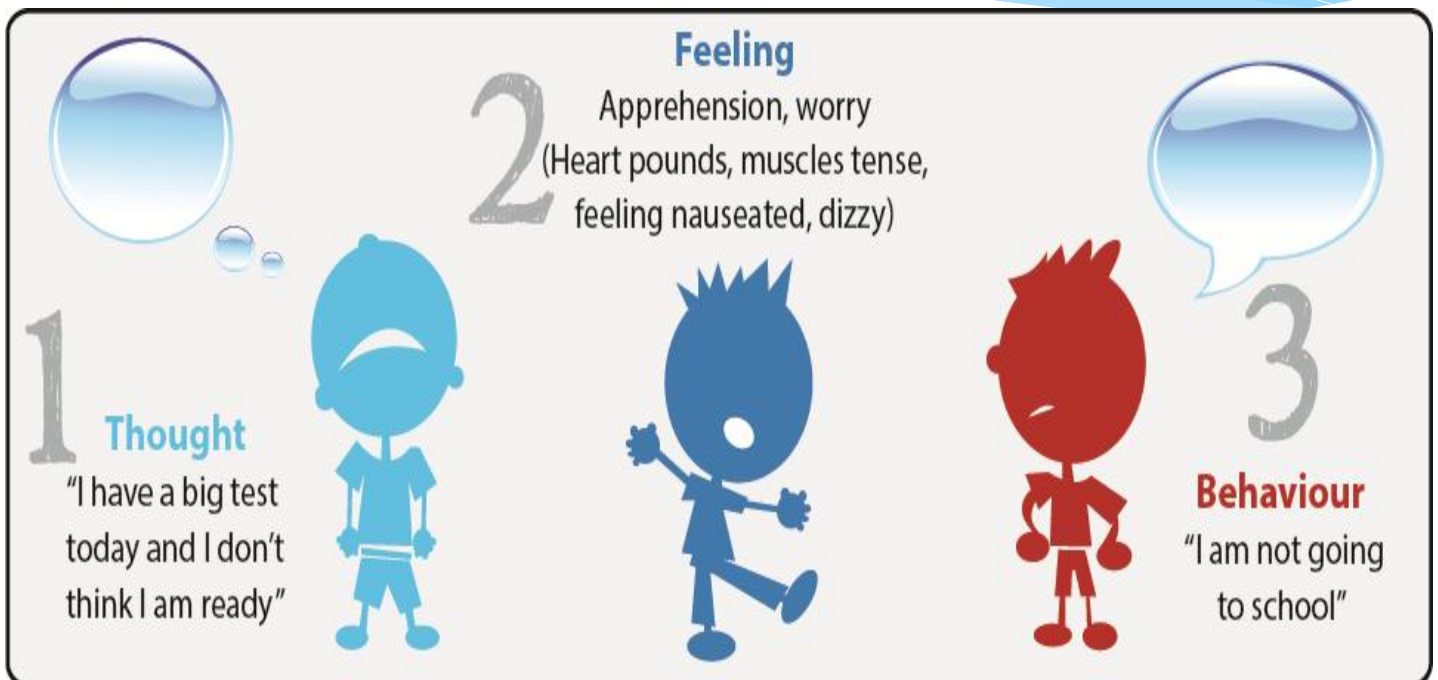 1
Thought
“I have a big test
today and I don’t
think I am ready”
2
Feeling
Apprehension, worry
(Heart pounds, muscles tense,
feeling nauseated, dizzy)
3
Behaviour
“I am not going
to school”